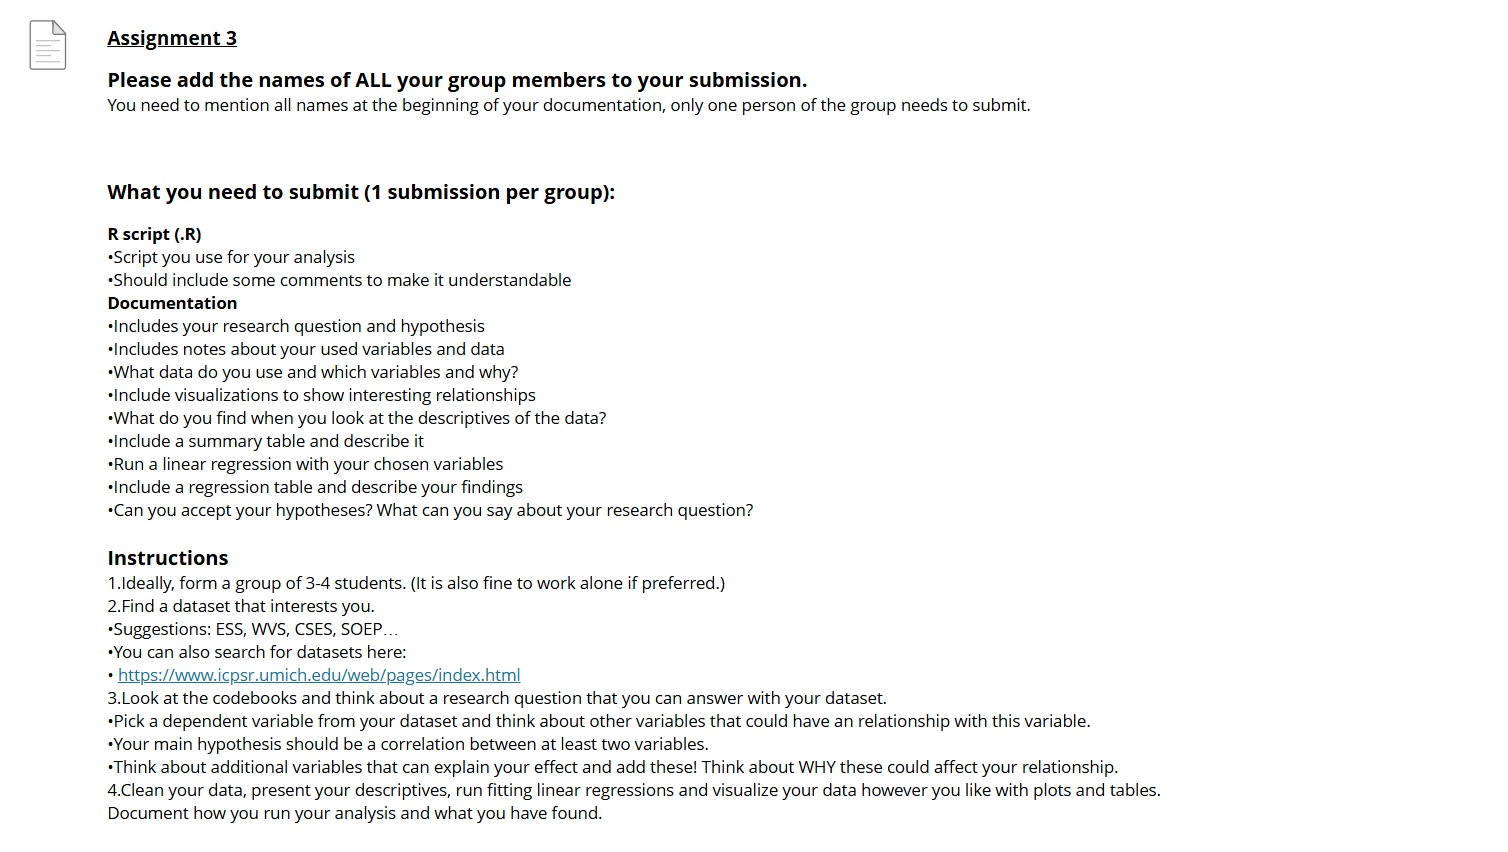 Assignment 3
Please add the names of ALL your group members to your submission.
You need to mention all names at the beginning of your documentation, only one person of the group needs to submit.
What you need to submit (1 submission per group):
R script (.R)
•Script you use for your analysis
•Should include some comments to make it understandable
Documentation
•Includes your research question and hypothesis
•Includes notes about your used variables and data
•What data do you use and which variables and why?
•Include visualizations to show interesting relationships
•What do you find when you look at the descriptives of the data?
•Include a summary table and describe it
•Run a linear regression with your chosen variables
•Include a regression table and describe your findings
•Can you accept your hypotheses? What can you say about your research question?
Instructions
1.Ideally, form a group of 3-4 students. (It is also fine to work alone if preferred.)
2.Find a dataset that interests you.
•Suggestions: ESS, WVS, CSES, SOEP…
•You can also search for datasets here:
• https://www.icpsr.umich.edu/web/pages/index.html
3.Look at the codebooks and think about a research question that you can answer with your dataset.
•Pick a dependent variable from your dataset and think about other variables that could have an relationship with this variable.
•Your main hypothesis should be a correlation between at least two variables.
•Think about additional variables that can explain your effect and add these! Think about WHY these could affect your relationship.
4.Clean your data, present your descriptives, run fitting linear regressions and visualize your data however you like with plots and tables.
Document how you run your analysis and what you have found.